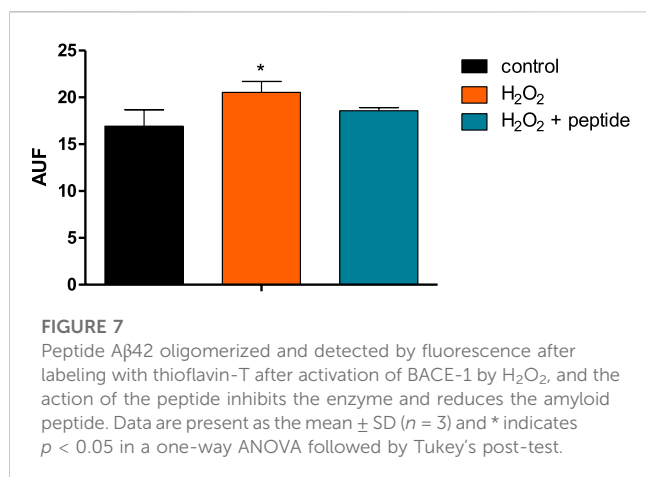 25
20
15
10
5
0
AUF
*
control
H₂O₂
H₂O₂ + peptide
FIGURE 7
Peptide Aβ42 oligomerized and detected by fluorescence after
labeling with thioflavin-T after activation of BACE-1 by H₂O₂, and the
action of the peptide inhibits the enzyme and reduces the amyloid
peptide. Data are present as the mean ± SD (n = 3) and * indicates
p < 0.05 in a one-way ANOVA followed by Tukey’s post-test.